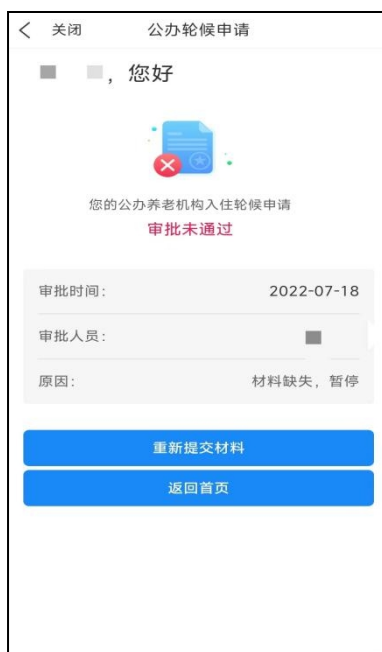 关闭 公办轮候申请
，您好
您的公办养老机构入住轮候申请
审批未通过
审批时间： 2022-07-18
审批人员：
原因： 材料缺失，暂停
重新提交材料
返回首页